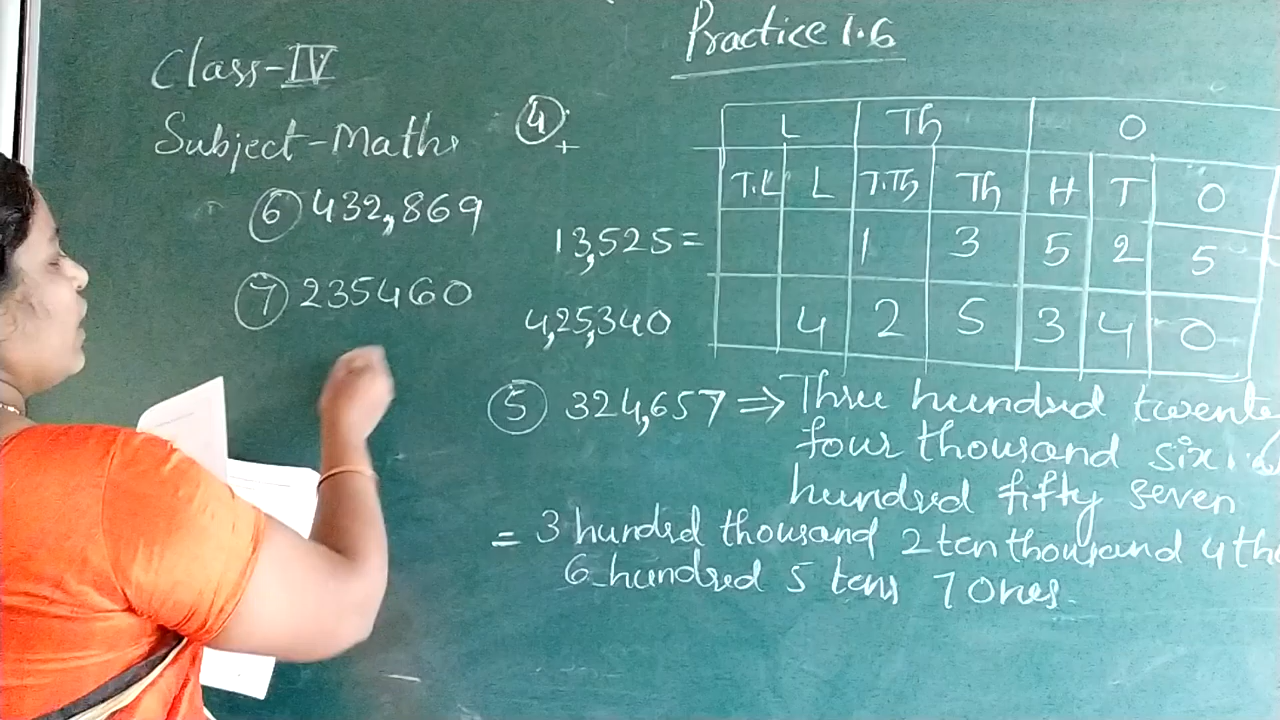 Practice 1.6
Class-IV
Subject-Maths
⑥ 432,869
⑦ 235460
④
L Th O
T.L L T.Th Th H T O
13,525= 1 3 5 2 5
4,25,340 4 2 5 3 4 0
⑤ 324,657 ⇒ Three hundred twente
four thousand six
hundred fifty seven
= 3 hundred thousand 2 ten thousand 4 tho
6 hundred 5 tens 7 Ones.